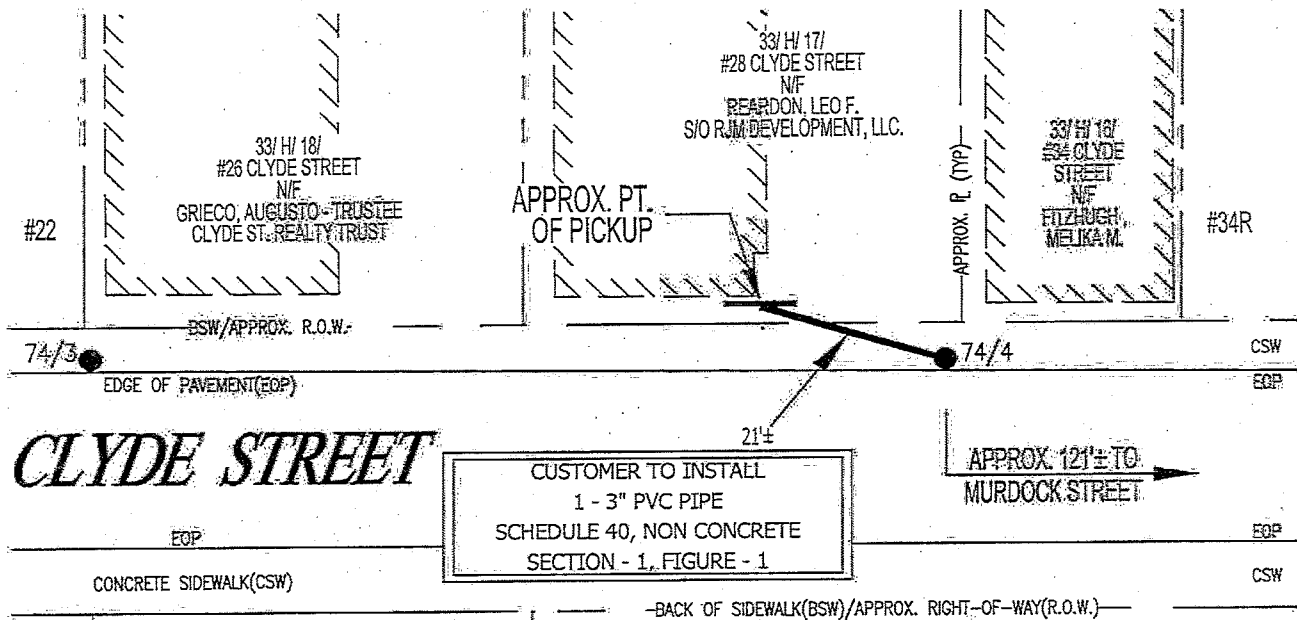 33/ H/ 17/
#28 CLYDE STREET
N/F
REARDON, LEO F.
S/O RJM DEVELOPMENT, LLC.
33/ H/ 18/
#26 CLYDE STREET
N/F
GRIECO, AUGUSTO - TRUSTEE
CLYDE ST. REALTY TRUST
33/ H/ 16/
#34 CLYDE
STREET
N/F
FITZHUGH,
MELIKA M.
#22
APPROX. PT.
OF PICKUP
APPROX. PL (TYP)
#34R
BSW/APPROX. R.O.W.
74/3
74/4
CSW
EDGE OF PAVEMENT(EOP)
EOP
CLYDE STREET
21'±
CUSTOMER TO INSTALL
1 - 3" PVC PIPE
SCHEDULE 40, NON CONCRETE
SECTION - 1, FIGURE - 1
APPROX. 121'± TO
MURDOCK STREET
EOP
EOP
CONCRETE SIDEWALK(CSW)
CSW
BACK OF SIDEWALK(BSW)/APPROX. RIGHT-OF-WAY(R.O.W.)